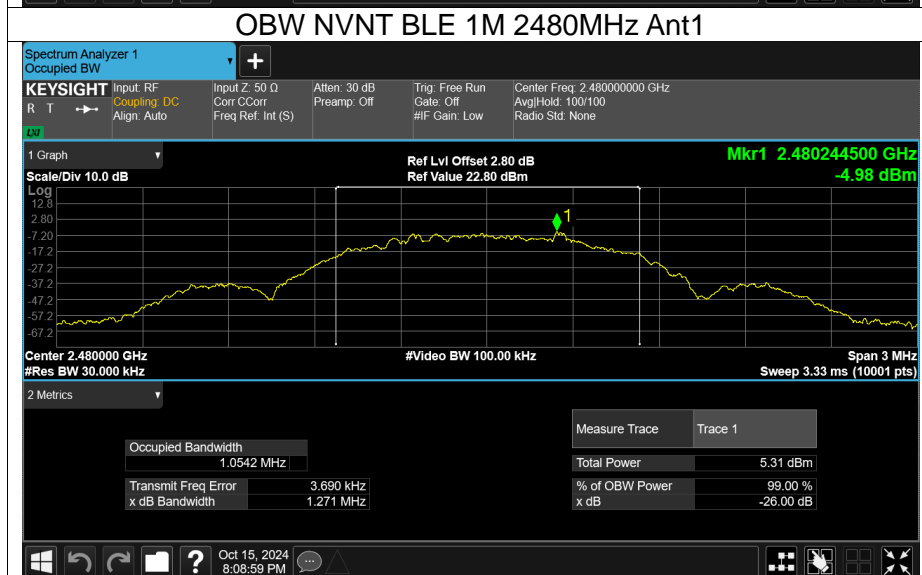 OBW NVNT BLE 1M 2480MHz Ant1
Spectrum Analyzer 1
Occupied BW
+
KEYSIGHT Input: RF Input Z: 50 Ω Atten: 30 dB Trig: Free Run Center Freq: 2.480000000 GHz
R T Coupling: DC Corr CCorr Preamp: Off Gate: Off Avg|Hold: 100/100
Align: Auto Freq Ref: Int (S) #IF Gain: Low Radio Std: None
LXI
1 Graph Ref Lvl Offset 2.80 dB Mkr1 2.480244500 GHz
Scale/Div 10.0 dB Ref Value 22.80 dBm -4.98 dBm
Log
12.8
2.80
1
-7.20
-17.2
-27.2
-37.2
-47.2
-57.2
-67.2
Center 2.480000 GHz #Video BW 100.00 kHz Span 3 MHz
#Res BW 30.000 kHz Sweep 3.33 ms (10001 pts)
2 Metrics
Measure Trace Trace 1
Occupied Bandwidth
1.0542 MHz Total Power 5.31 dBm
Transmit Freq Error 3.690 kHz % of OBW Power 99.00 %
x dB Bandwidth 1.271 MHz x dB -26.00 dB
? Oct 15, 2024
8:08:59 PM